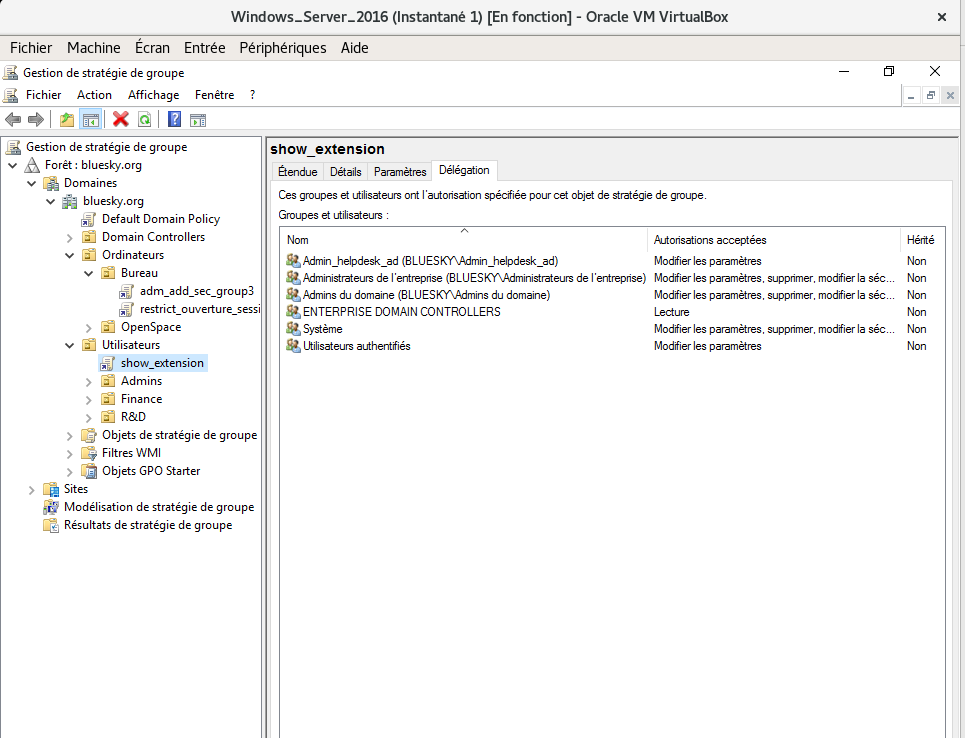 Windows_Server_2016 (Instantané 1) [En fonction] - Oracle VM VirtualBox
Fichier Machine Écran Entrée Périphériques Aide
Gestion de stratégie de groupe
Fichier Action Affichage Fenêtre ?
Gestion de stratégie de groupe
Forêt : bluesky.org
Domaines
bluesky.org
Default Domain Policy
Domain Controllers
Ordinateurs
Bureau
adm_add_sec_group3
restrict_ouverture_sessi
OpenSpace
Utilisateurs
show_extension
Admins
Finance
R&D
Objets de stratégie de groupe
Filtres WMI
Objets GPO Starter
Sites
Modélisation de stratégie de groupe
Résultats de stratégie de groupe
show_extension
Étendue Détails Paramètres Délégation
Ces groupes et utilisateurs ont l'autorisation spécifiée pour cet objet de stratégie de groupe.
Groupes et utilisateurs :
Nom Autorisations acceptées Hérité
Admin_helpdesk_ad (BLUESKY\Admin_helpdesk_ad) Modifier les paramètres Non
Administrateurs de l'entreprise (BLUESKY\Administrateurs de l'entreprise) Modifier les paramètres, supprimer, modifier la séc... Non
Admins du domaine (BLUESKY\Admins du domaine) Modifier les paramètres, supprimer, modifier la séc... Non
ENTERPRISE DOMAIN CONTROLLERS Lecture Non
Système Modifier les paramètres, supprimer, modifier la séc... Non
Utilisateurs authentifiés Modifier les paramètres Non